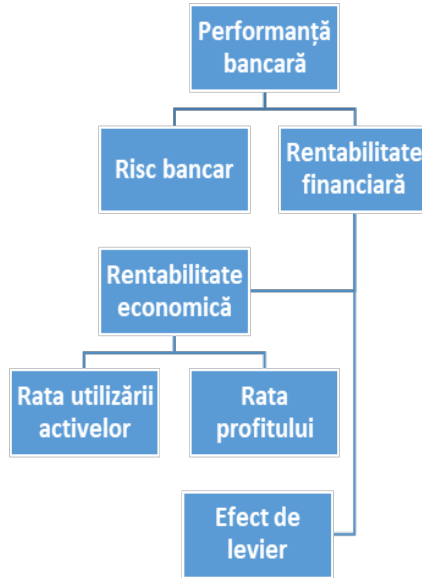 Performanță
bancară
Risc bancar
Rentabilitate
financiară
Rentabilitate
economică
Rata utilizării
activelor
Rata
profitului
Efect de
levier